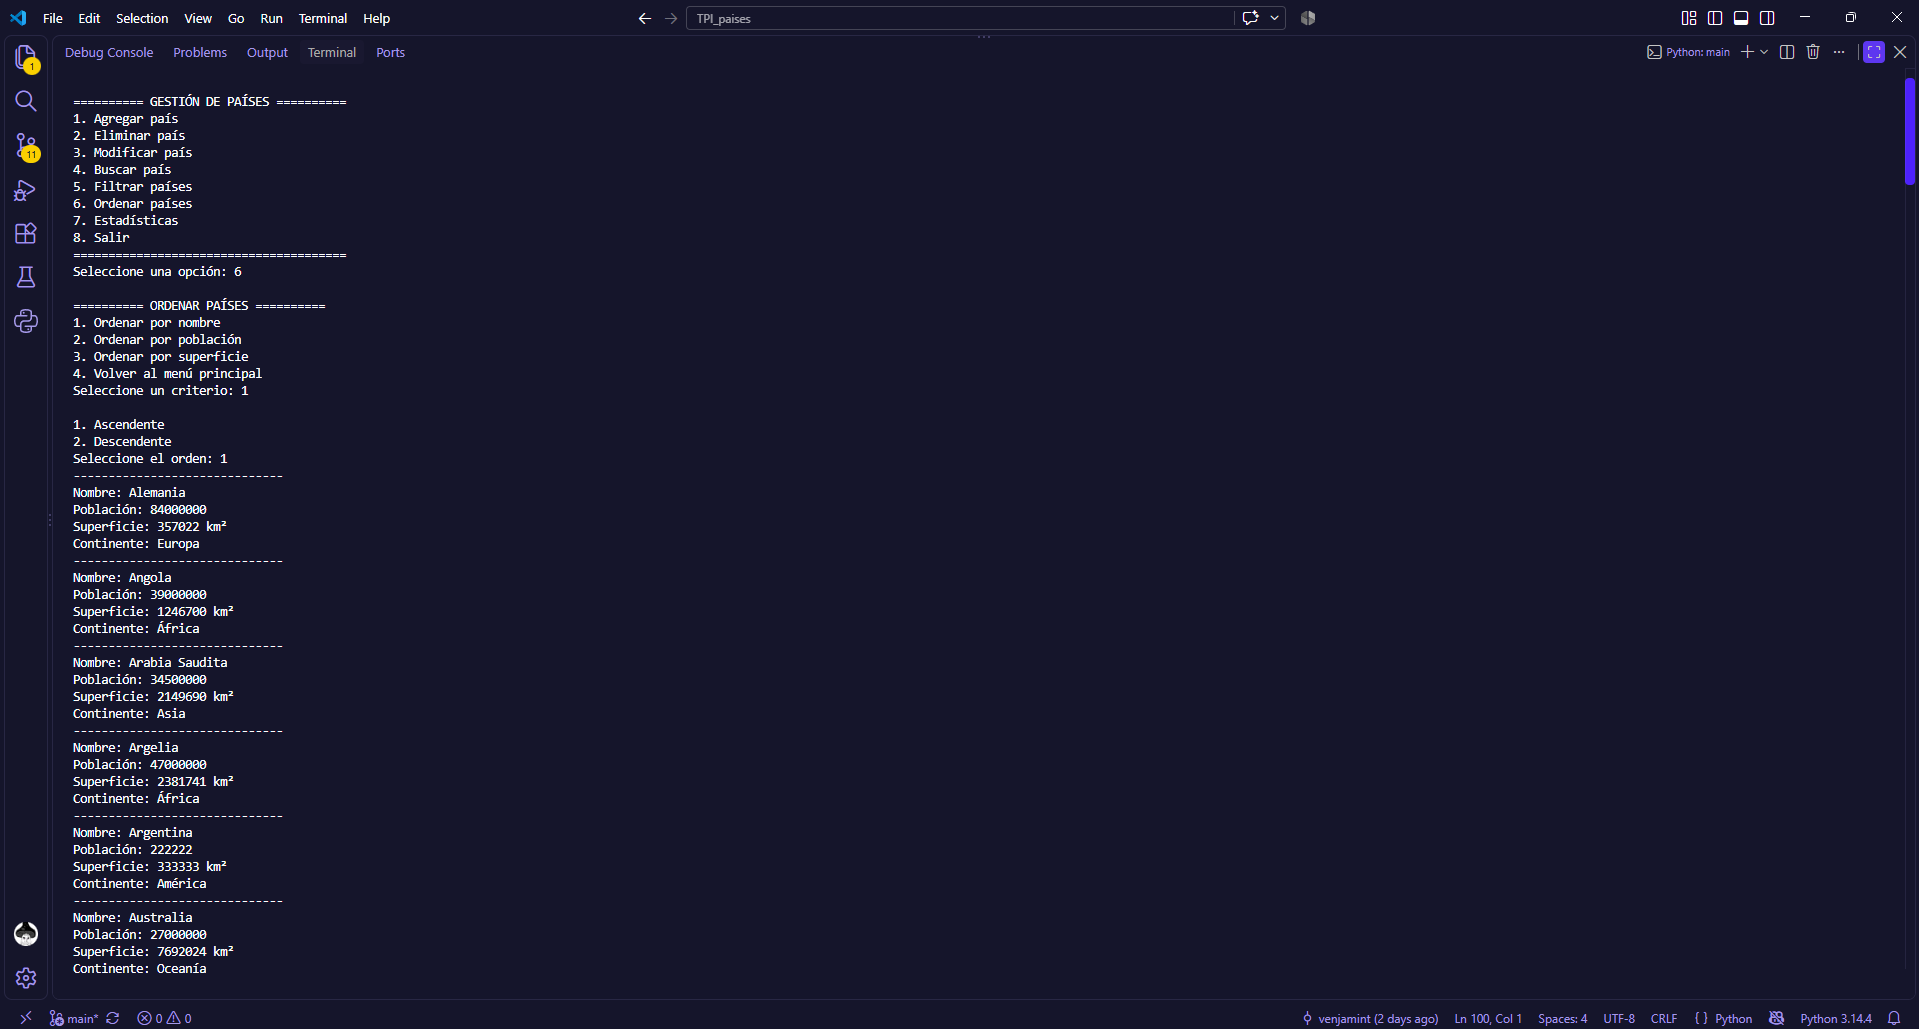 File Edit Selection View Go Run Terminal Help
TPI_paises
Debug Console Problems Output Terminal Ports
Python: main
1
11
========== GESTIÓN DE PAÍSES ==========
1. Agregar país
2. Eliminar país
3. Modificar país
4. Buscar país
5. Filtrar países
6. Ordenar países
7. Estadísticas
8. Salir
=======================================
Seleccione una opción: 6
========== ORDENAR PAÍSES ==========
1. Ordenar por nombre
2. Ordenar por población
3. Ordenar por superficie
4. Volver al menú principal
Seleccione un criterio: 1
1. Ascendente
2. Descendente
Seleccione el orden: 1
------------------------------
Nombre: Alemania
Población: 84000000
Superficie: 357022 km²
Continente: Europa
------------------------------
Nombre: Angola
Población: 39000000
Superficie: 1246700 km²
Continente: África
------------------------------
Nombre: Arabia Saudita
Población: 34500000
Superficie: 2149690 km²
Continente: Asia
------------------------------
Nombre: Argelia
Población: 47000000
Superficie: 2381741 km²
Continente: África
------------------------------
Nombre: Argentina
Población: 222222
Superficie: 333333 km²
Continente: América
------------------------------
Nombre: Australia
Población: 27000000
Superficie: 7692024 km²
Continente: Oceanía
main* 0 0 venjamint (2 days ago) Ln 100, Col 1 Spaces: 4 UTF-8 CRLF {} Python Python 3.14.4